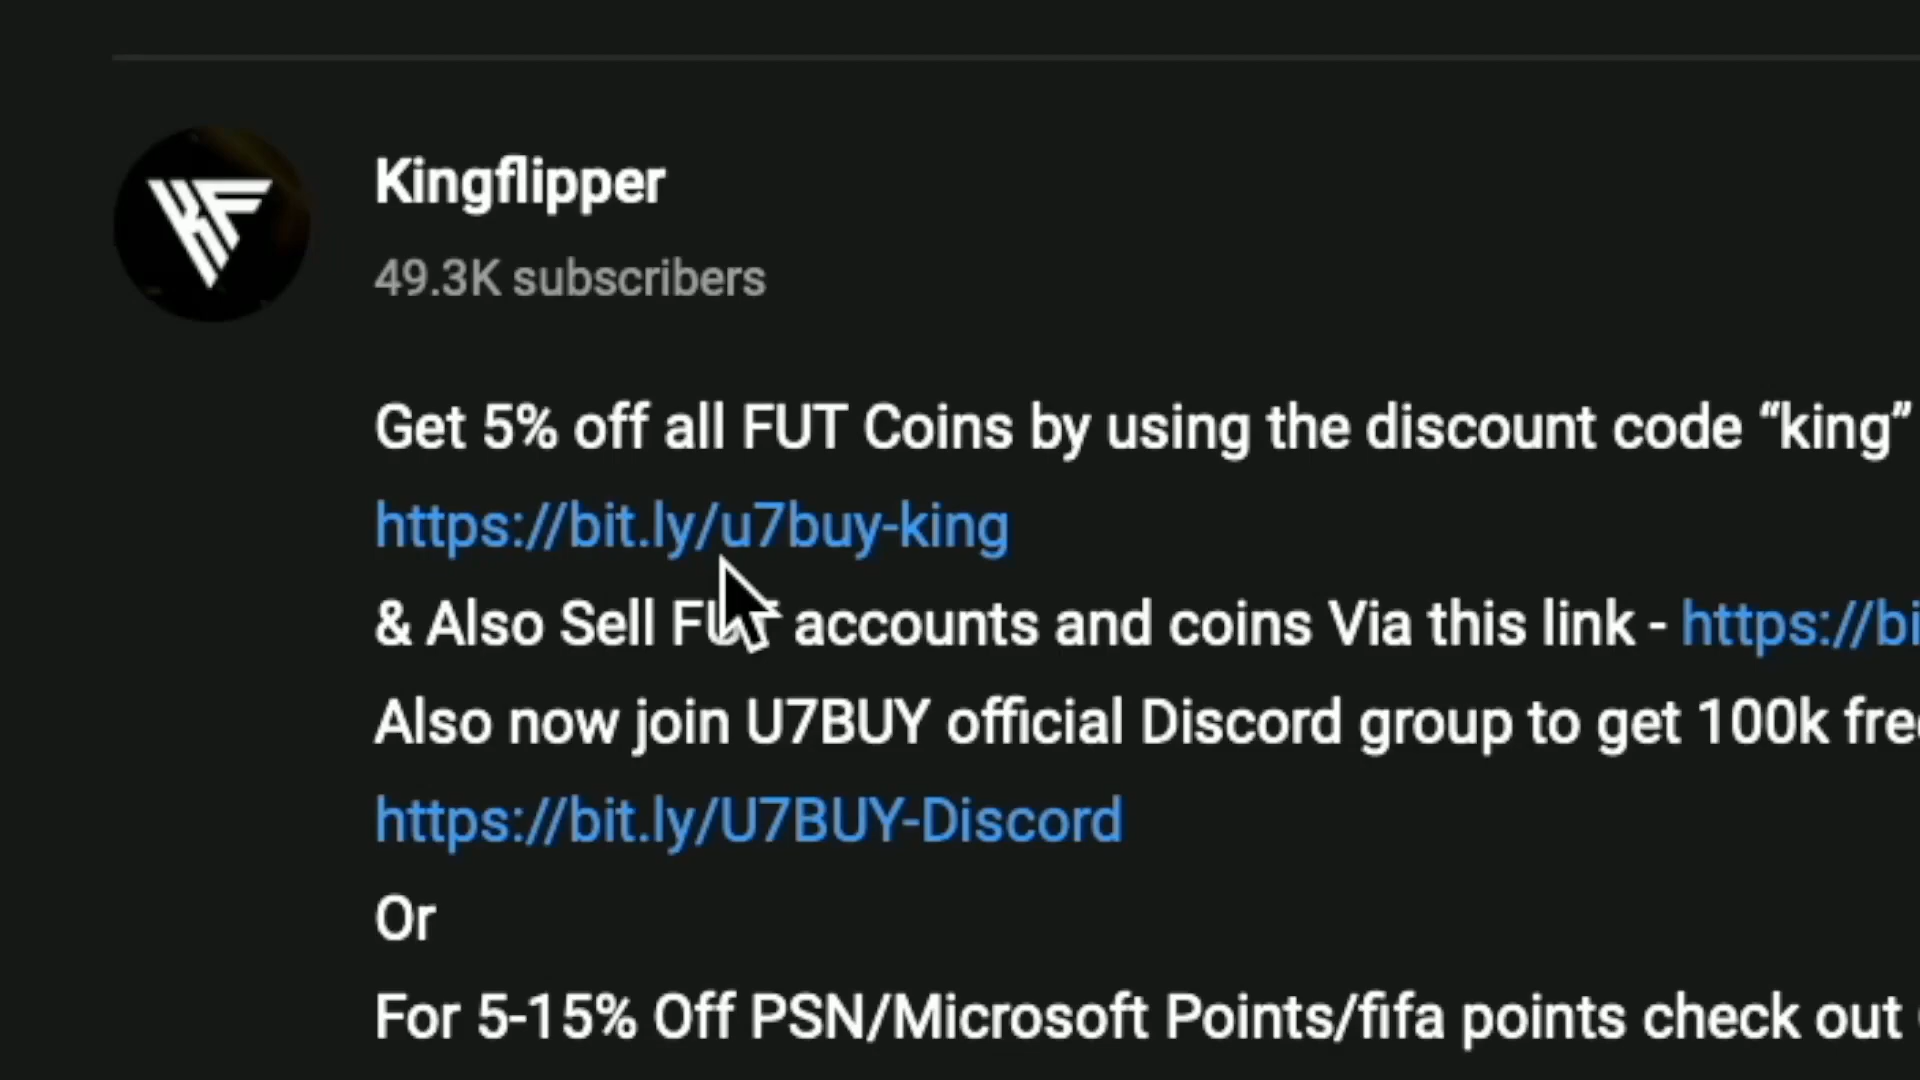 KF
Kingflipper
49.3K subscribers
Get 5% off all FUT Coins by using the discount code “king”
https://bit.ly/u7buy-king
& Also Sell FUT accounts and coins Via this link - https://bi
Also now join U7BUY official Discord group to get 100k free
https://bit.ly/U7BUY-Discord
Or
For 5-15% Off PSN/Microsoft Points/fifa points check out